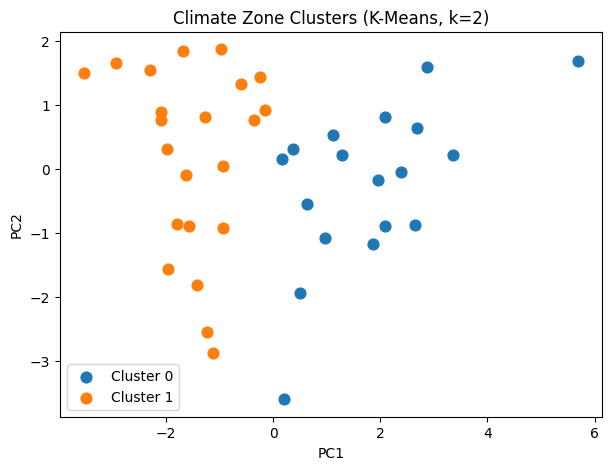 Climate Zone Clusters (K-Means, k=2)
2
1
0
−1
−2
−3
PC2
Cluster 0
Cluster 1
−2
0
2
4
6
PC1